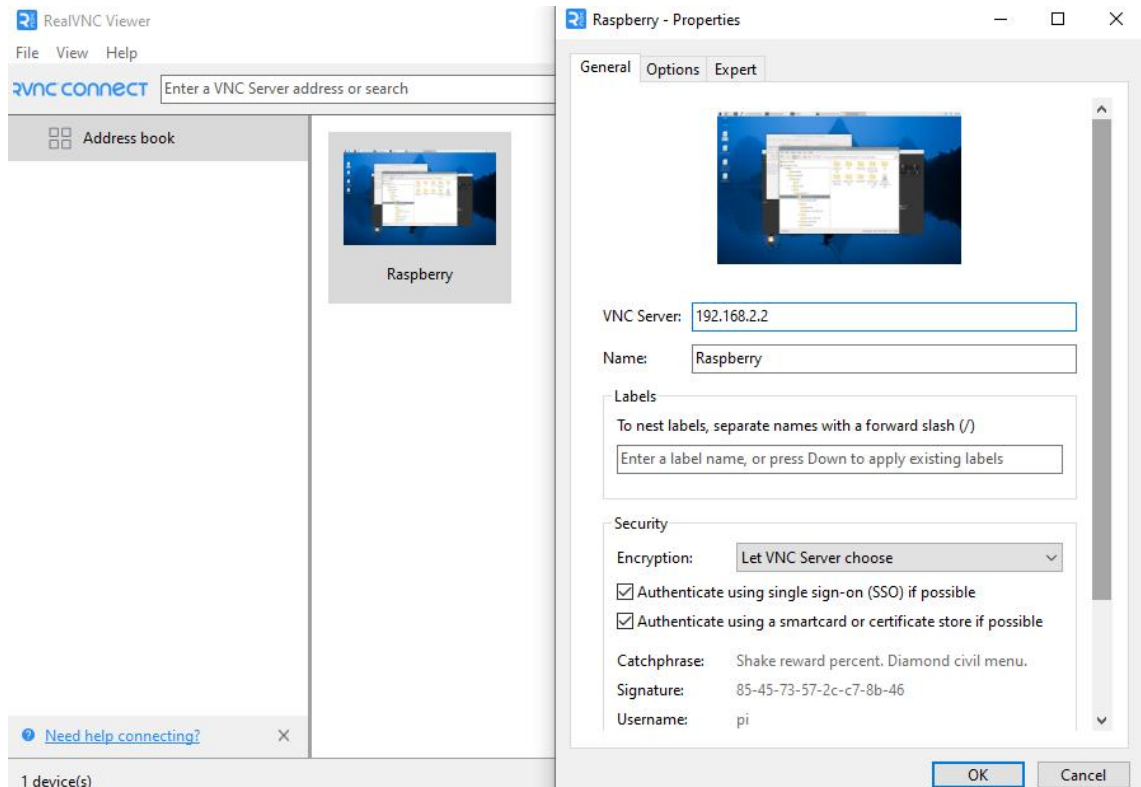 RealVNC Viewer
File View Help
RVNC CONNECT Enter a VNC Server address or search
Address book
Raspberry
Need help connecting?
1 device(s)
Raspberry - Properties
General Options Expert
VNC Server: 192.168.2.2
Name: Raspberry
Labels
To nest labels, separate names with a forward slash (/)
Enter a label name, or press Down to apply existing labels
Security
Encryption: Let VNC Server choose
Authenticate using single sign-on (SSO) if possible
Authenticate using a smartcard or certificate store if possible
Catchphrase: Shake reward percent. Diamond civil menu.
Signature: 85-45-73-57-2c-c7-8b-46
Username: pi
OK Cancel